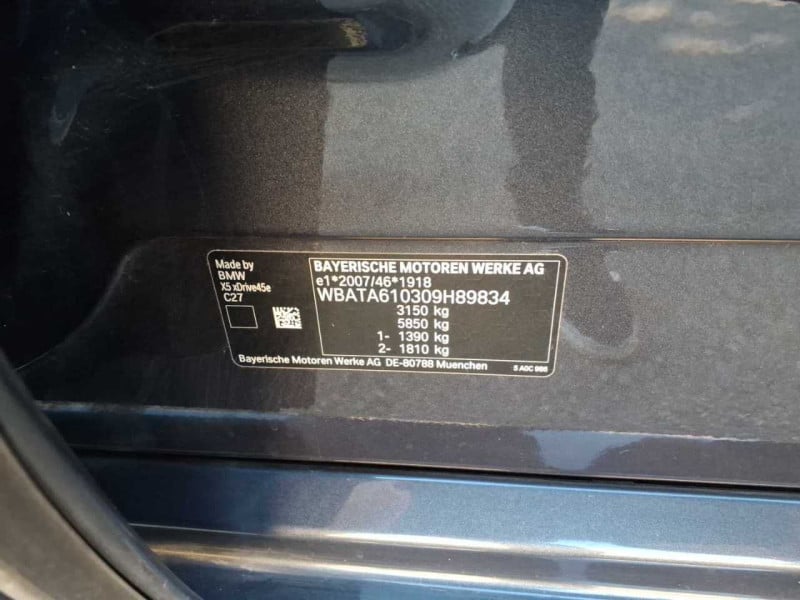 Made by
BMW
X5 xDrive45e
C27
BAYERISCHE MOTOREN WERKE AG
e1*2007/46*1918
WBATA610309H89834
3150 kg
5850 kg
1- 1390 kg
2- 1810 kg
Bayerische Motoren Werke AG DE-80788 Muenchen